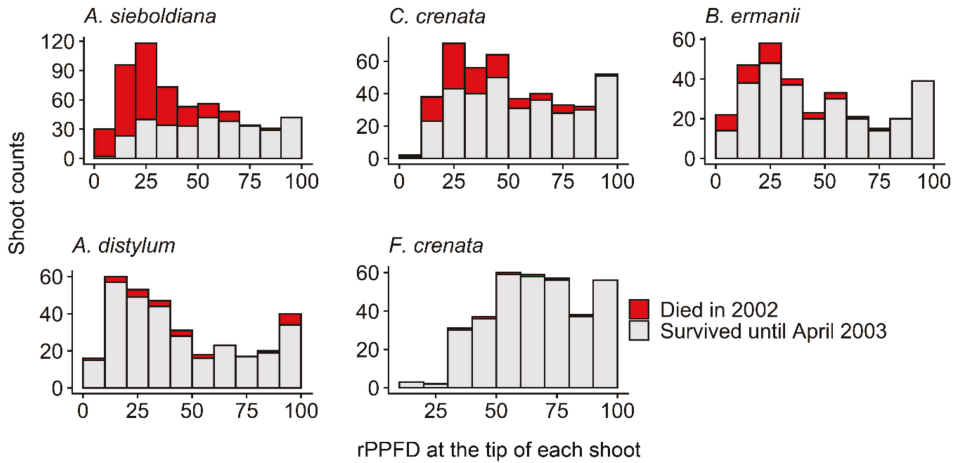 A. sieboldiana
C. crenata
B. ermanii
Shoot counts
120
90
60
30
0
0 25 50 75 100
60
40
20
0
0 25 50 75 100
60
40
20
0
0 25 50 75 100
A. distylum
F. crenata
60
40
20
0
0 25 50 75 100
60
40
20
0
25 50 75 100
Died in 2002
Survived until April 2003
rPPFD at the tip of each shoot